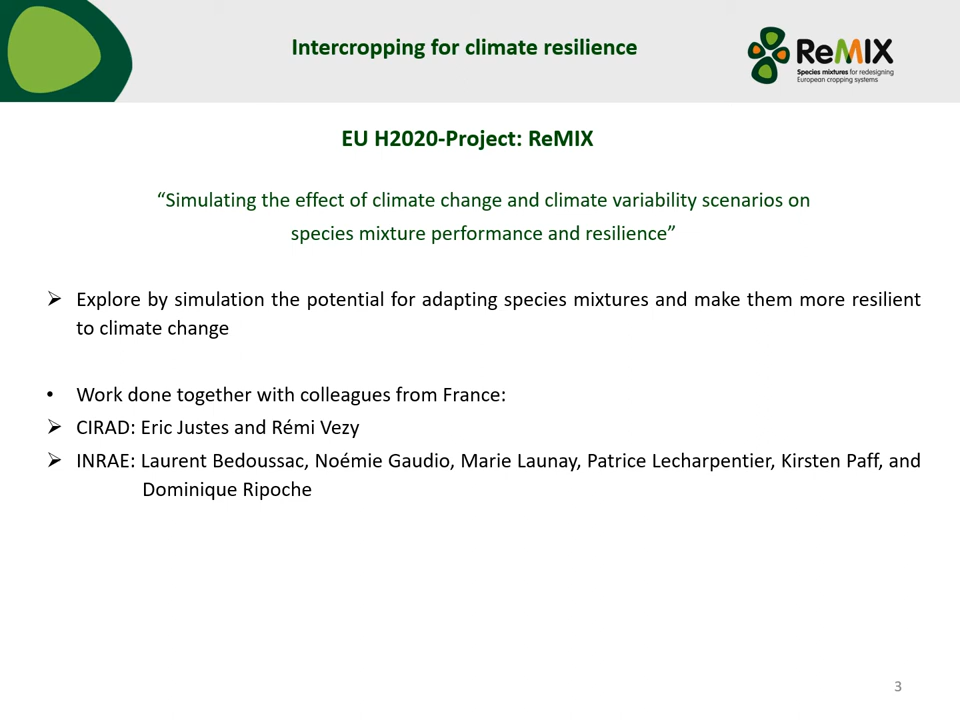 Intercropping for climate resilience
ReMIX
Species mixtures for redesigning
European cropping systems
EU H2020-Project: ReMIX
“Simulating the effect of climate change and climate variability scenarios on
species mixture performance and resilience”
➢ Explore by simulation the potential for adapting species mixtures and make them more resilient
to climate change
• Work done together with colleagues from France:
➢ CIRAD: Eric Justes and Rémi Vezy
➢ INRAE: Laurent Bedoussac, Noémie Gaudio, Marie Launay, Patrice Lecharpentier, Kirsten Paff, and
Dominique Ripoche
3